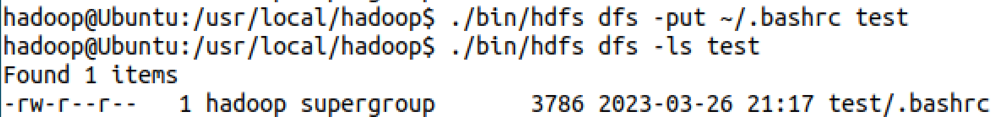 hadoop@Ubuntu:/usr/local/hadoop$ ./bin/hdfs dfs -put ~/.bashrc test
hadoop@Ubuntu:/usr/local/hadoop$ ./bin/hdfs dfs -ls test
Found 1 items
-rw-r--r--   1 hadoop supergroup       3786 2023-03-26 21:17 test/.bashrc